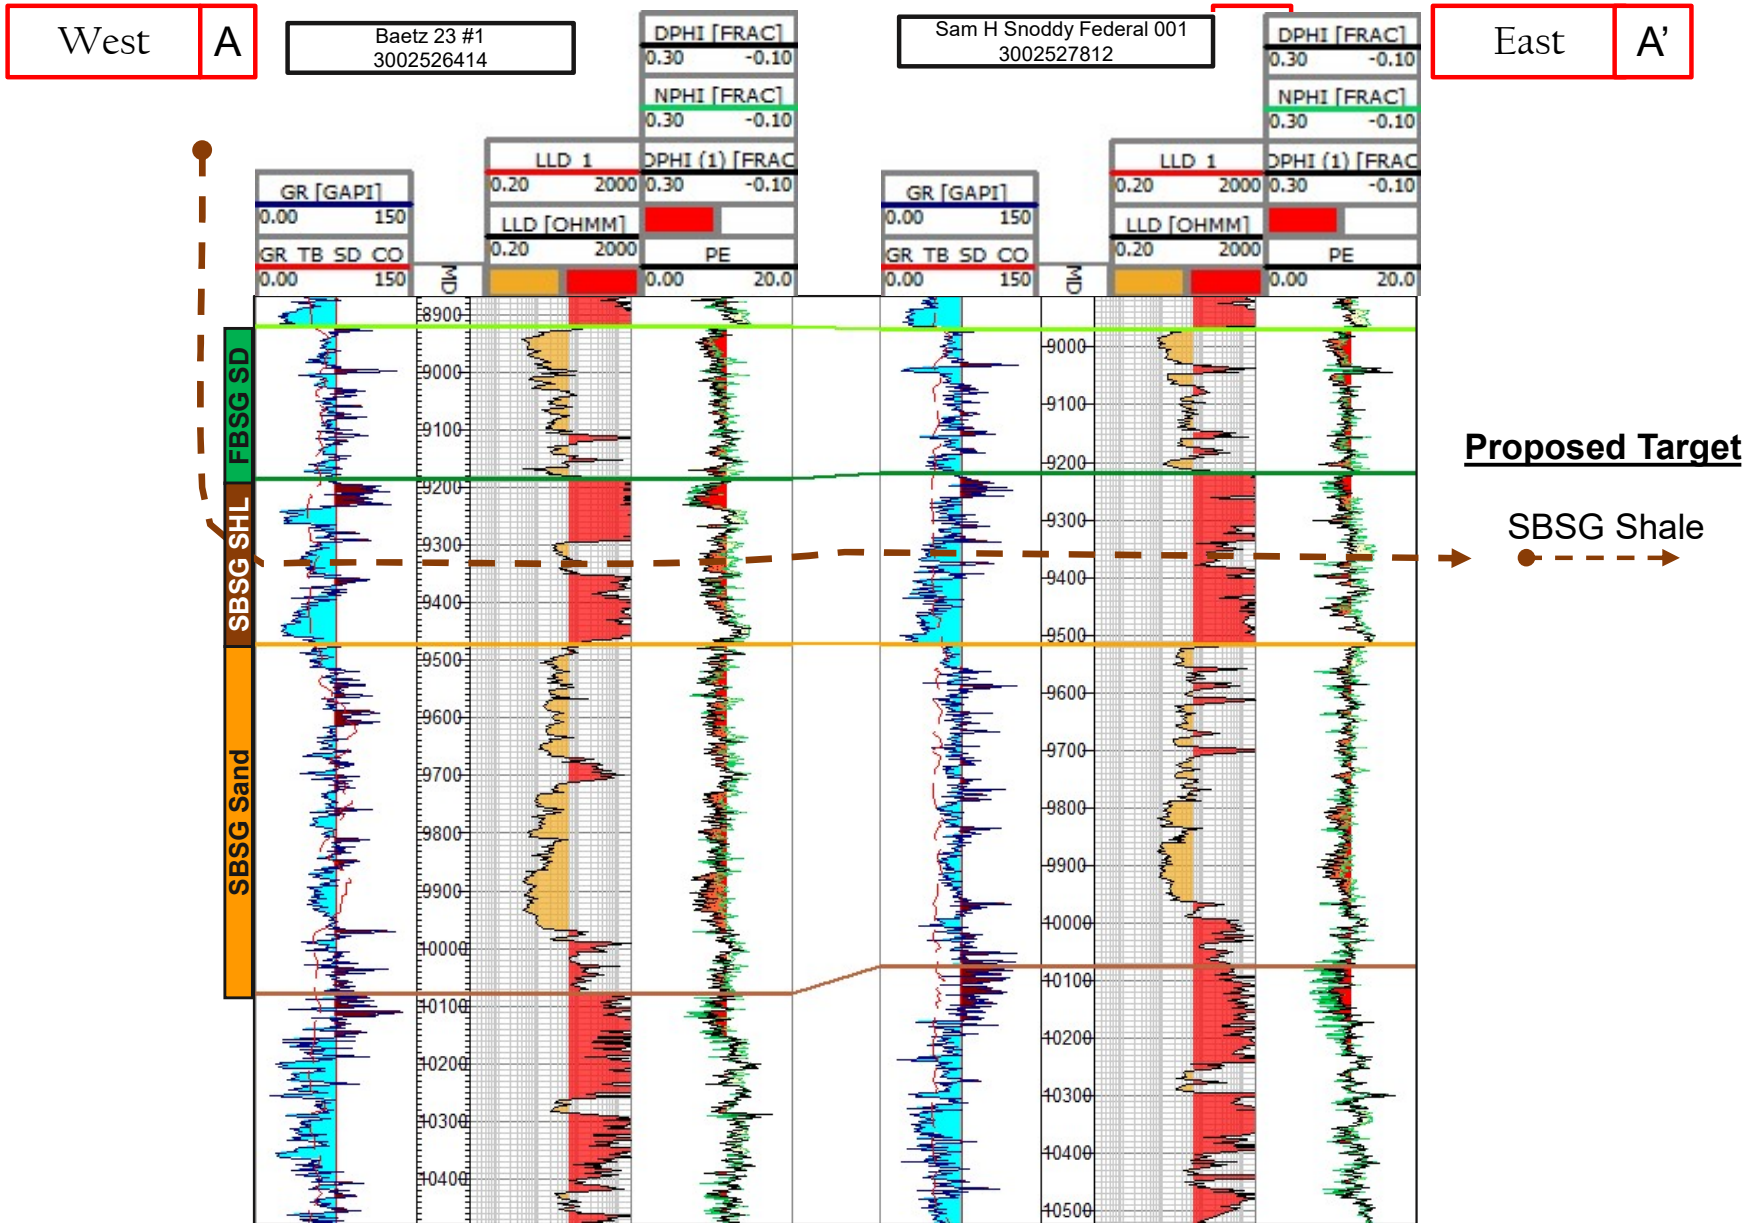 West A
Baetz 23 #1
3002526414
Sam H Snoddy Federal 001
3002527812
East A’
DPHI [FRAC]
0.30 -0.10
NPHI [FRAC]
0.30 -0.10
LLD 1
0.20 2000
DPHI (1) [FRAC
0.30 -0.10
GR [GAPI]
0.00 150
LLD [OHMM]
0.20 2000
GR TB SD CO
0.00 150
MD
PE
0.00 20.0
DPHI [FRAC]
0.30 -0.10
NPHI [FRAC]
0.30 -0.10
LLD 1
0.20 2000
DPHI (1) [FRAC
0.30 -0.10
GR [GAPI]
0.00 150
LLD [OHMM]
0.20 2000
GR TB SD CO
0.00 150
MD
PE
0.00 20.0
FBSG SD
SBSG SHL
SBSG Sand
8900
9000
9100
9200
9300
9400
9500
9600
9700
9800
9900
10000
10100
10200
10300
10400
9000
9100
9200
9300
9400
9500
9600
9700
9800
9900
10000
10100
10200
10300
10400
10500
Proposed Target
SBSG Shale